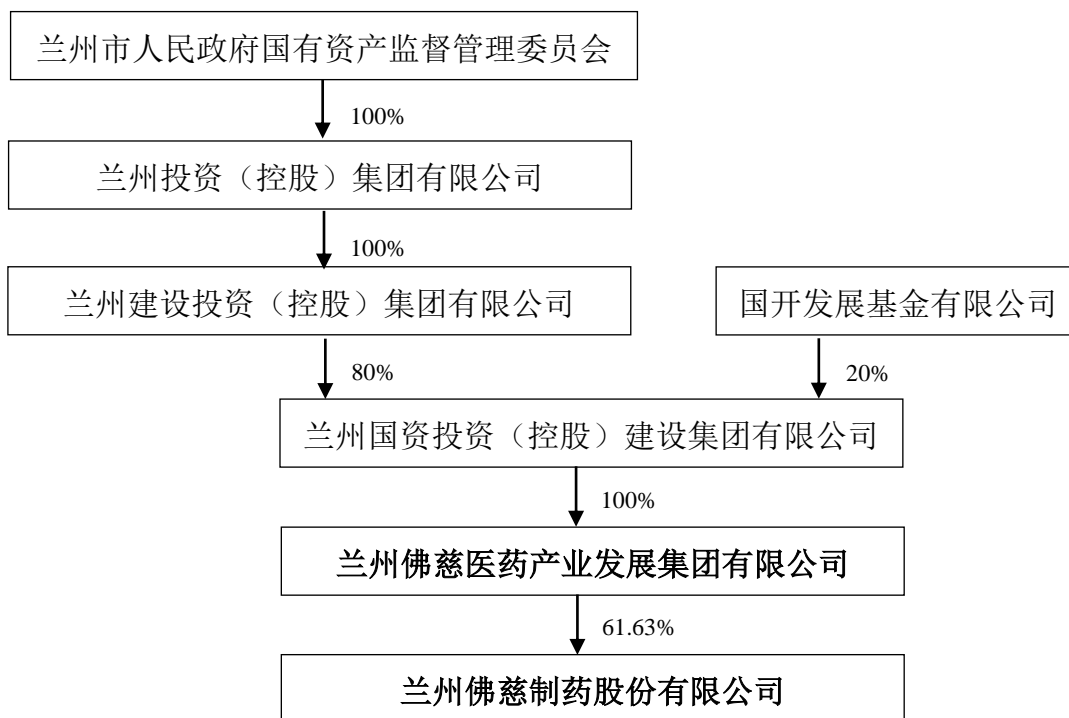 兰州市人民政府国有资产监督管理委员会
100%
兰州投资（控股）集团有限公司
100%
兰州建设投资（控股）集团有限公司
国开发展基金有限公司
80%
20%
兰州国资投资（控股）建设集团有限公司
100%
兰州佛慈医药产业发展集团有限公司
61.63%
兰州佛慈制药股份有限公司